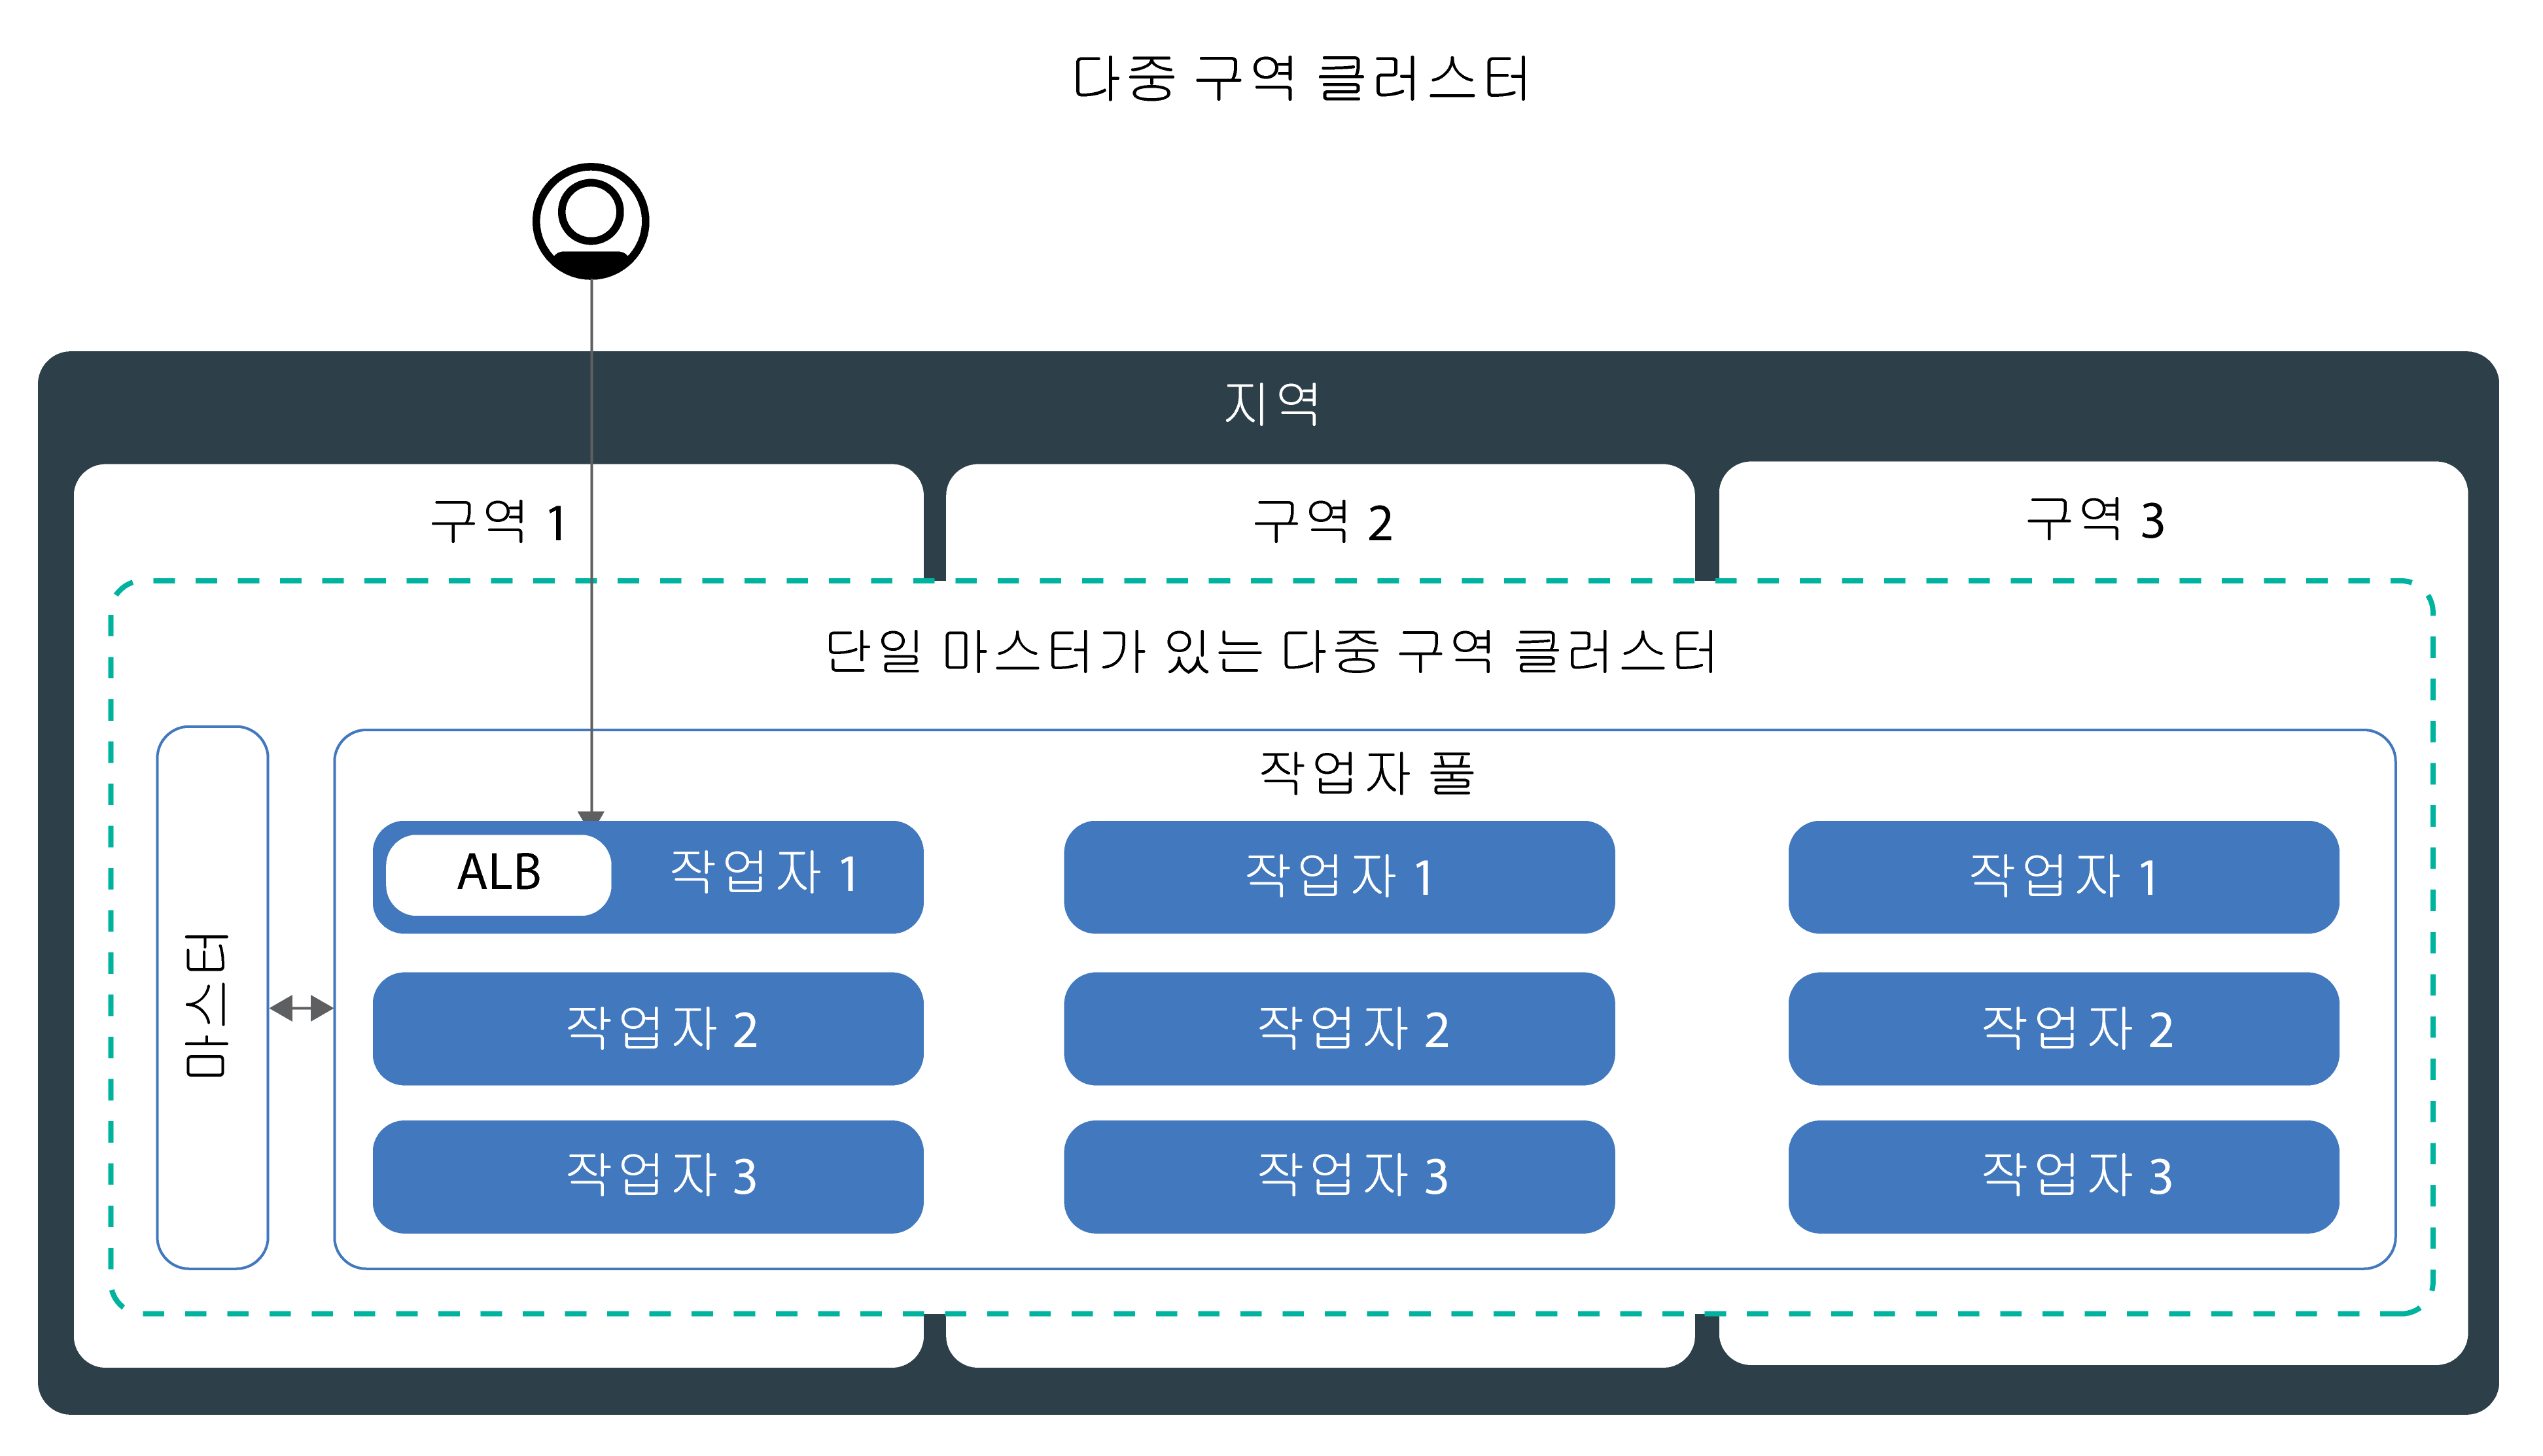 다중 구역 클러스터
지역
구역 1
구역 2
구역 3
단일 마스터가 있는 다중 구역 클러스터
마스터
작업자 풀
ALB
작업자 1
작업자 1
작업자 1
작업자 2
작업자 2
작업자 2
작업자 3
작업자 3
작업자 3